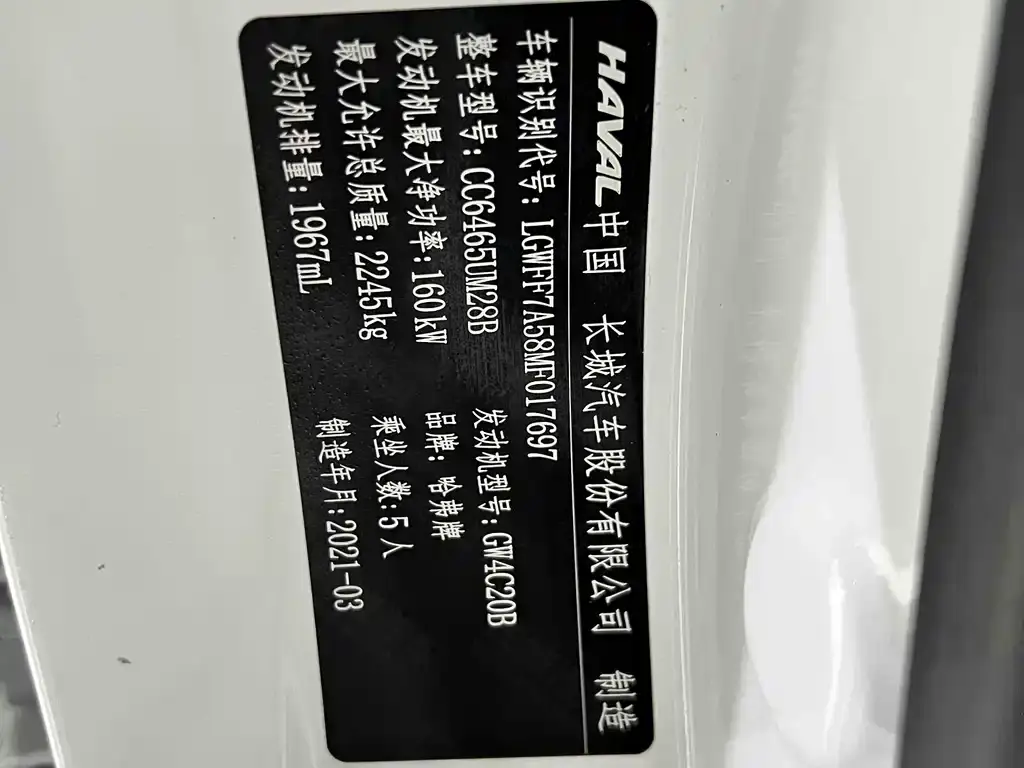 HAVAL 中国 长城汽车股份有限公司 制造
车辆识别代号: LGWFF7A58MF017697
整车型号: CC6465UM28B 发动机型号: GW4C20B
发动机最大净功率: 160kW 品牌: 哈弗牌
最大允许总质量: 2245kg 乘坐人数: 5人
发动机排量: 1967mL 制造年月: 2021-03